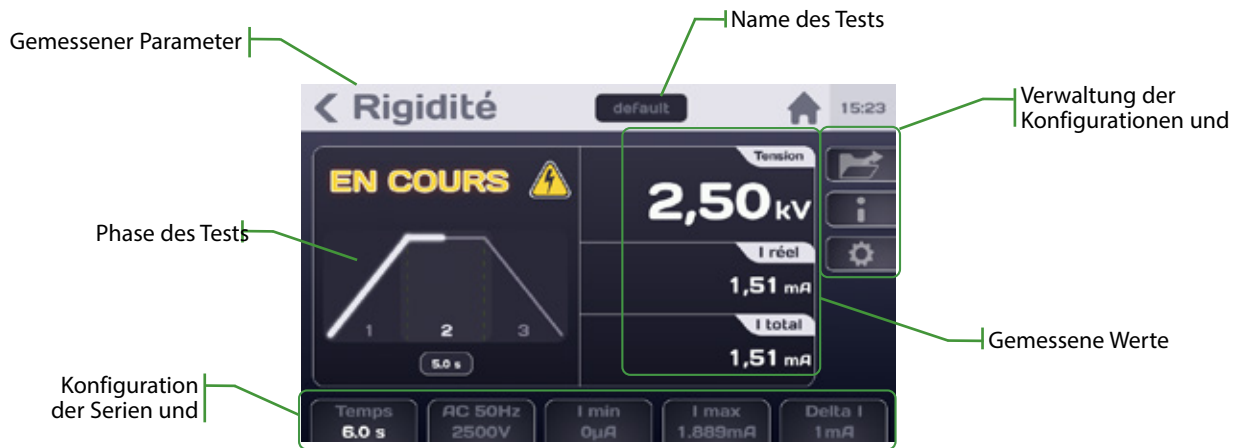 Name des Tests
Gemessener Parameter
Rigidité
default
15:23
Verwaltung der
Konfigurationen und
EN COURS
Tension
2,50 kV
I réel
1,51 mA
I total
1,51 mA
Phase des Tests
1 2 3
5.0 s
Gemessene Werte
Konfiguration
der Serien und
Temps
6.0 s
AC 50Hz
2500V
I min
0µA
I max
1.889mA
Delta I
1mA